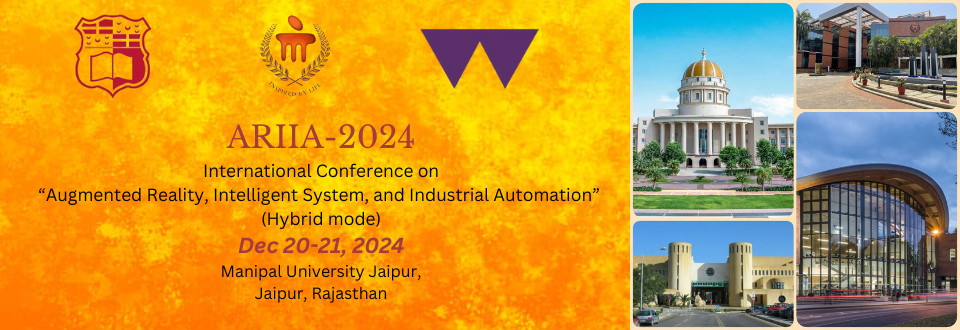 INSPIRED BY LIFE
ARIIA-2024
International Conference on
“Augmented Reality, Intelligent System, and Industrial Automation”
(Hybrid mode)
Dec 20-21, 2024
Manipal University Jaipur,
Jaipur, Rajasthan